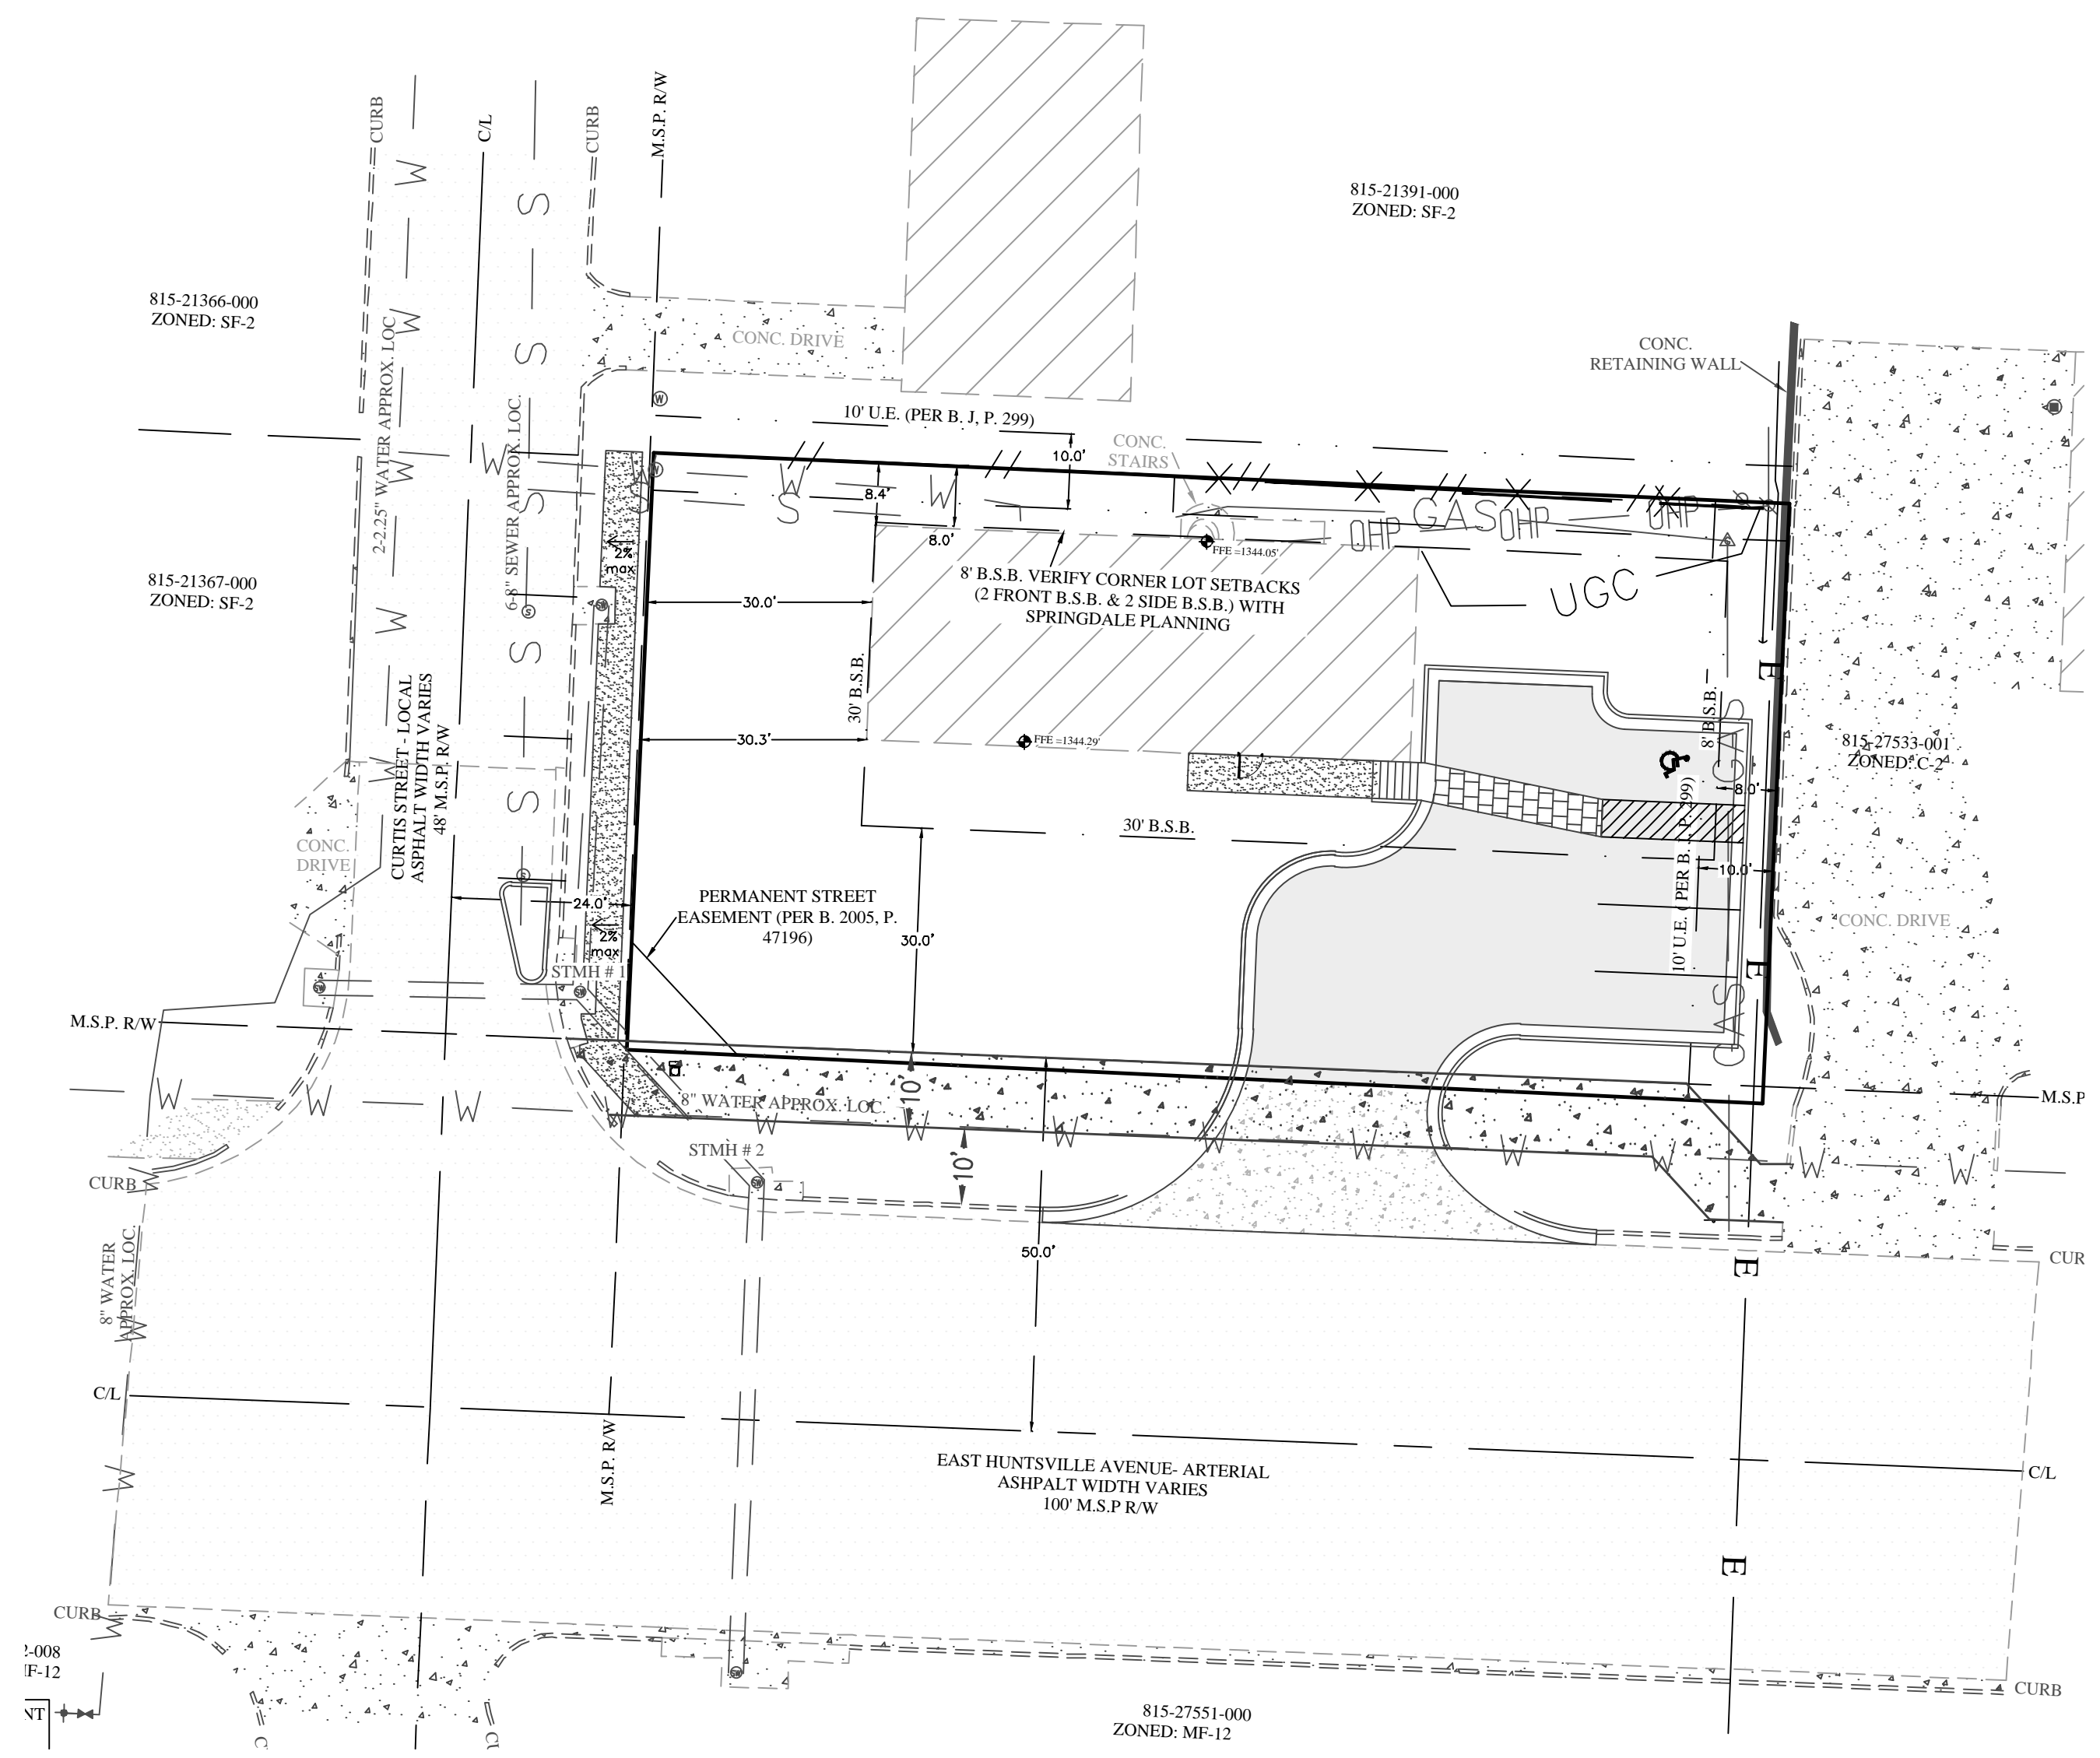 CURB
C/L
CURB
M.S.P. R/W
815-21391-000
ZONED: SF-2
815-21366-000
ZONED: SF-2
2-2.25" WATER APPROX. LOC.
6-8" SEWER APPROX. LOC.
W
W
W
W
W
W
S
S
S
S
S
CONC. DRIVE
CONC.
RETAINING WALL
10' U.E. (PER B. J, P. 299)
10.0'
CONC.
STAIRS
W
S
W
S
8.4'
8.0'
GAS
OHP
OHP
OHP
UGC
FFE =1344.05'
2%
max
815-21367-000
ZONED: SF-2
8' B.S.B. VERIFY CORNER LOT SETBACKS
(2 FRONT B.S.B. & 2 SIDE B.S.B.) WITH
SPRINGDALE PLANNING
30.0'
30' B.S.B.
30.3'
FFE =1344.29'
E
8' B.S.B.
GAS
815-27533-001
ZONED: C-2
8.0'
CURTIS STREET - LOCAL
ASPHALT WIDTH VARIES
48' M.S.P. R/W
CONC.
DRIVE
30' B.S.B.
10.0'
10' U.E. ( PER B. J, P. 299)
PERMANENT STREET
EASEMENT (PER B. 2005, P.
47196)
24.0'
30.0'
CONC. DRIVE
2%
max
STMH # 1
E
GAS
M.S.P. R/W
M.S.P
W
W
W
8" WATER APPROX. LOC.
10'
W
W
W
W
W
W
W
W
W
STMH # 2
10'
CURB
50.0'
8" WATER
APPROX. LOC.
W
W
CUR
E
C/L
M.S.P. R/W
EAST HUNTSVILLE AVENUE- ARTERIAL
ASHPALT WIDTH VARIES
100' M.S.P R/W
C/L
E
CURB
W
2-008
IF-12
NT
C
C
CURB
815-27551-000
ZONED: MF-12